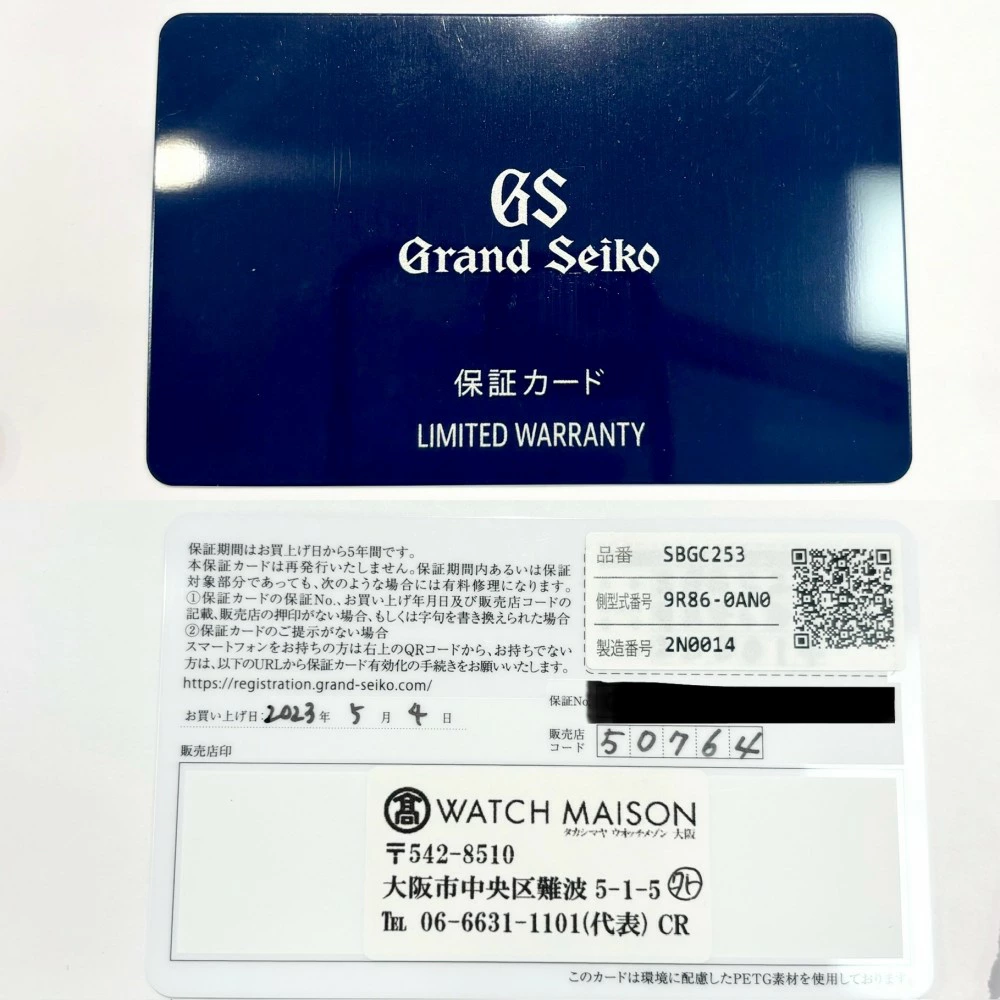 GS
Grand Seiko
保証カード
LIMITED WARRANTY
保証期間はお買上げ日から5年間です。
本保証カードは再発行いたしません。保証期間内あるいは保証
対象部分であっても、次のような場合には有料修理になります。
①保証カードの保証No.、お買い上げ年月日及び販売店コードの
記載、販売店の押印がない場合、もしくは字句を書き換えられた場合
②保証カードのご提示がない場合
スマートフォンをお持ちの方は右上のQRコードから、お持ちでない
方は、以下のURLから保証カード有効化の手続きをお願いいたします。
https://registration.grand-seiko.com/
品番 SBGC253
側型式番号 9R86-0AN0
製造番号 2N0014
お買い上げ日:2023年 5月 4日
保証No
販売店
コード 50764
販売店印
髙 WATCH MAISON
タカシマヤ ウオッチメゾン 大阪
〒542-8510
大阪市中央区難波 5-1-5
TEL 06-6631-1101(代表) CR
このカードは環境に配慮したPETG素材を使用しております。